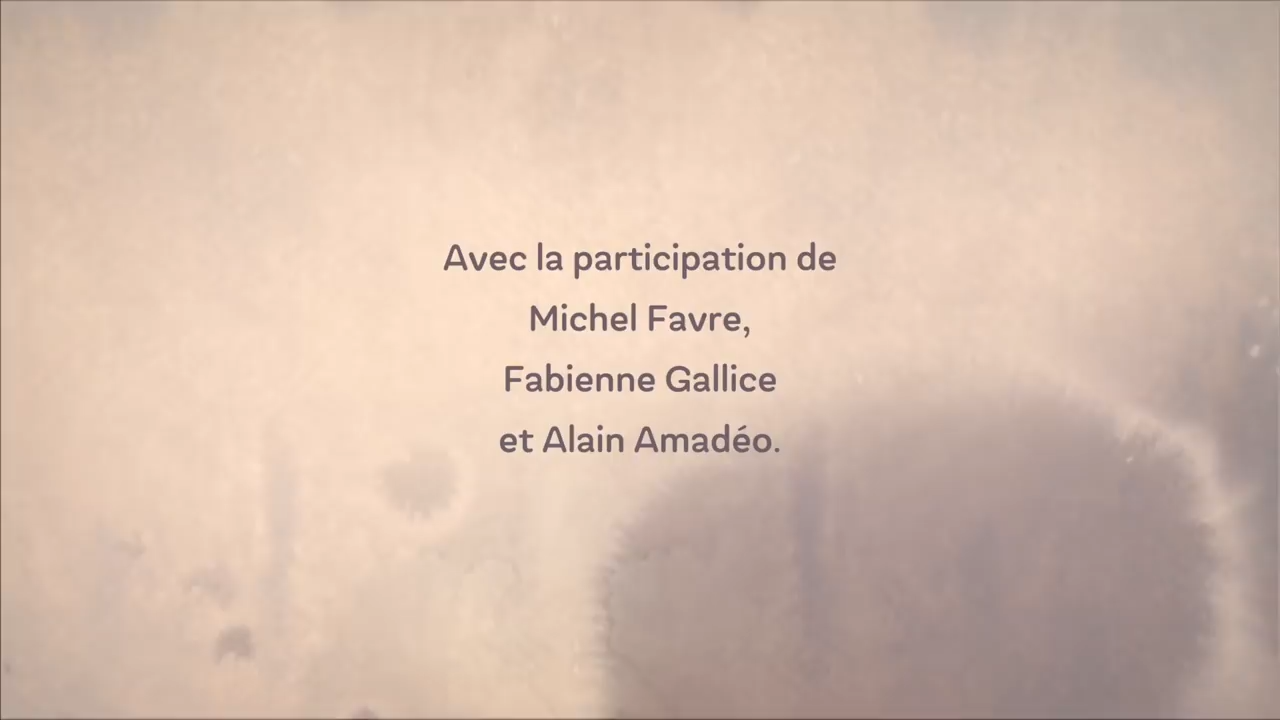 Avec la participation de
Michel Favre,
Fabienne Gallice
et Alain Amadéo.